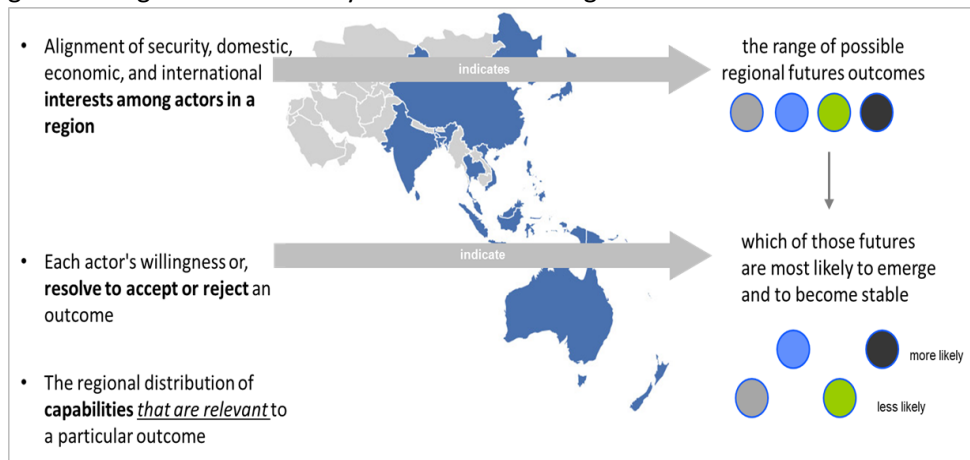 • Alignment of security, domestic,
economic, and international
interests among actors in a
region
indicates
the range of possible
regional futures outcomes
• Each actor's willingness or,
resolve to accept or reject an
outcome
indicate
which of those futures
are most likely to emerge
and to become stable
more likely
less likely
• The regional distribution of
capabilities that are relevant to
a particular outcome